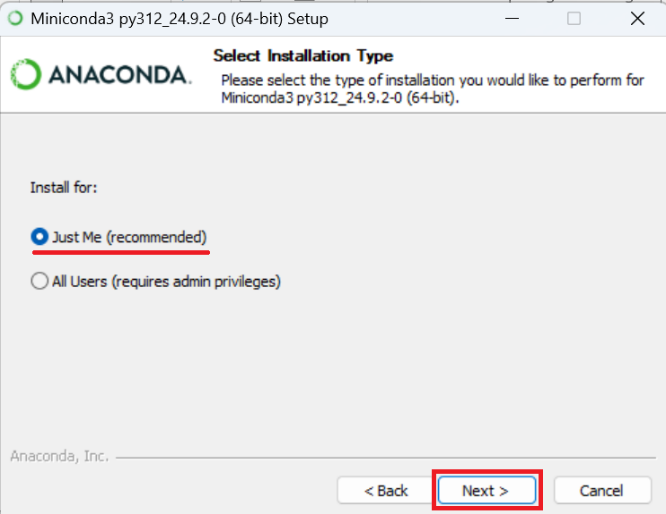 Miniconda3 py312_24.9.2-0 (64-bit) Setup
ANACONDA.
Select Installation Type
Please select the type of installation you would like to perform for
Miniconda3 py312_24.9.2-0 (64-bit).
Install for:
Just Me (recommended)
All Users (requires admin privileges)
Anaconda, Inc.
< Back
Next >
Cancel